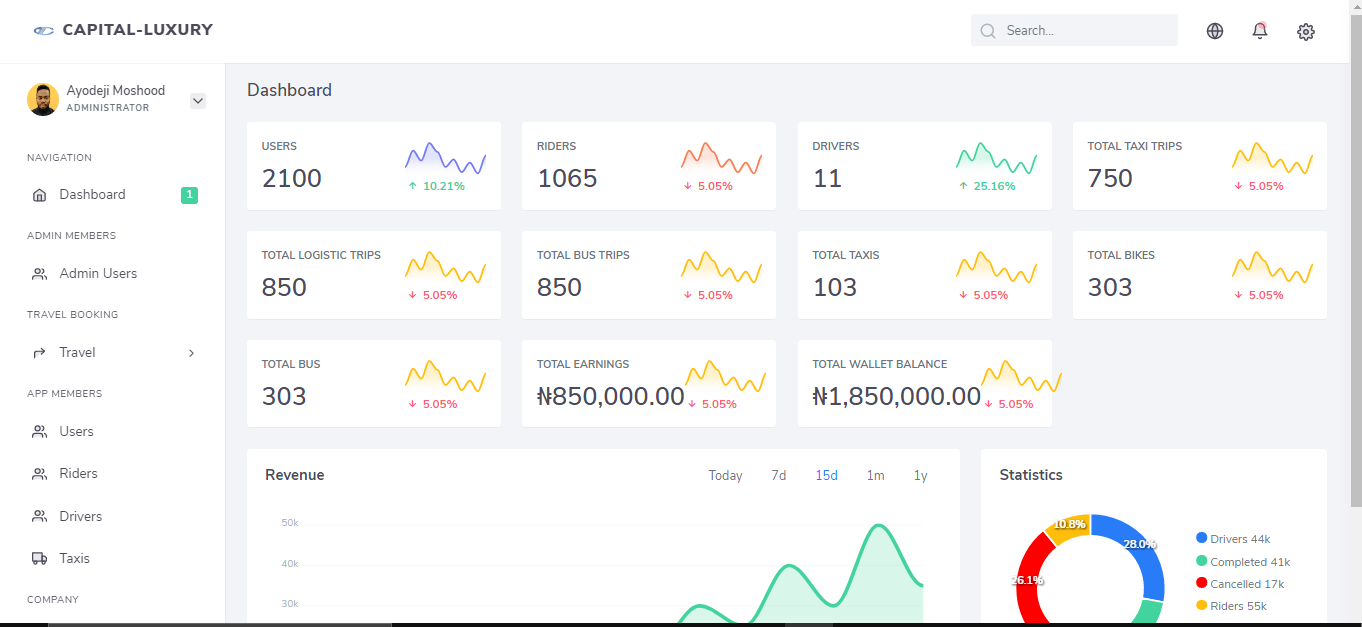 CAPITAL-LUXURY
Search...
Ayodeji Moshood
ADMINISTRATOR
NAVIGATION
Dashboard 1
ADMIN MEMBERS
Admin Users
TRAVEL BOOKING
Travel
APP MEMBERS
Users
Riders
Drivers
Taxis
COMPANY
Dashboard
USERS
2100
↑ 10.21%
RIDERS
1065
↓ 5.05%
DRIVERS
11
↑ 25.16%
TOTAL TAXI TRIPS
750
↓ 5.05%
TOTAL LOGISTIC TRIPS
850
↓ 5.05%
TOTAL BUS TRIPS
850
↓ 5.05%
TOTAL TAXIS
103
↓ 5.05%
TOTAL BIKES
303
↓ 5.05%
TOTAL BUS
303
↓ 5.05%
TOTAL EARNINGS
₦850,000.00
↓ 5.05%
TOTAL WALLET BALANCE
₦1,850,000.00
↓ 5.05%
Revenue
Today 7d 15d 1m 1y
50k
40k
30k
Statistics
10.8%
28.0%
26.1%
Drivers 44k
Completed 41k
Cancelled 17k
Riders 55k